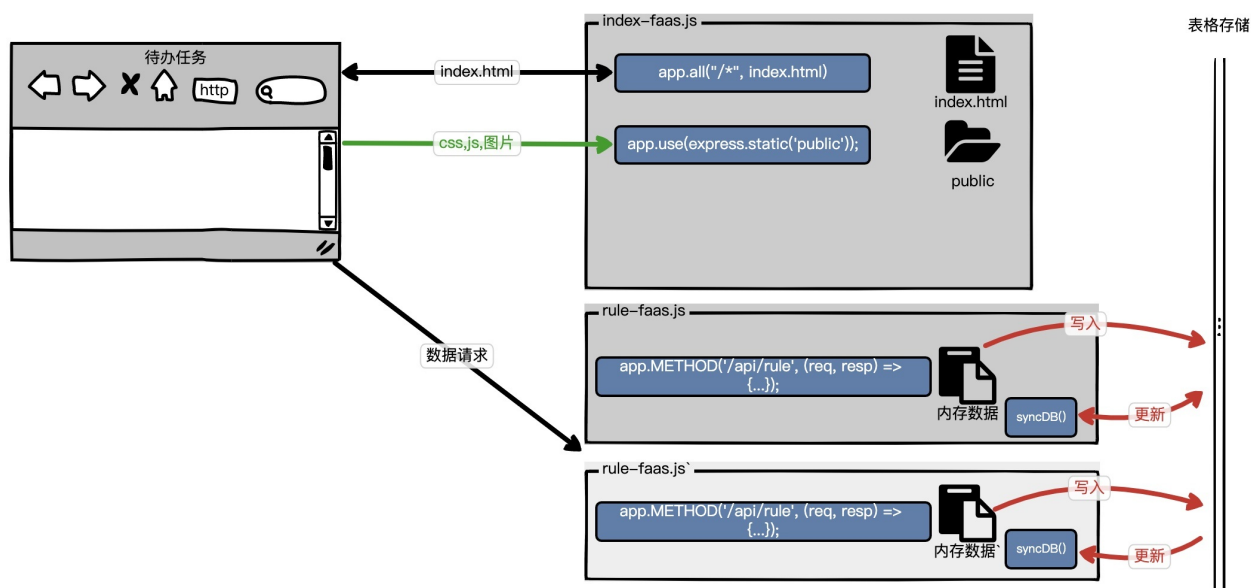 index-faas.js
表格存储
待办任务
http
index.html
app.all("/*", index.html)
index.html
css,js,图片
app.use(express.static('public'));
public
rule-faas.js
写入
数据请求
app.METHOD('/api/rule', (req, resp) =>
{...});
内存数据
syncDB()
更新
rule-faas.js`
写入
app.METHOD('/api/rule', (req, resp) =>
{...});
内存数据`
syncDB()
更新